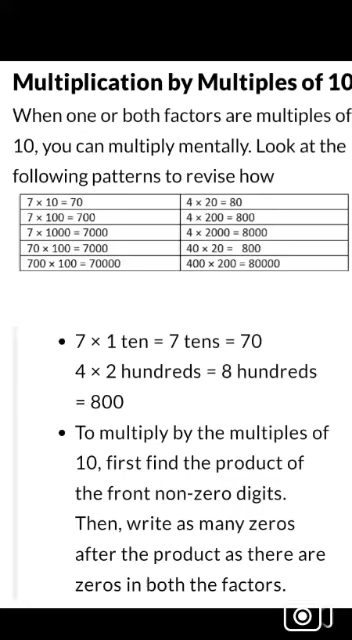 Multiplication by Multiples of 10
When one or both factors are multiples of
10, you can multiply mentally. Look at the
following patterns to revise how
7 x 10 = 70 4 x 20 = 80
7 x 100 = 700 4 x 200 = 800
7 x 1000 = 7000 4 x 2000 = 8000
70 x 100 = 7000 40 x 20 = 800
700 x 100 = 70000 400 x 200 = 80000
• 7 × 1 ten = 7 tens = 70
4 × 2 hundreds = 8 hundreds
= 800
• To multiply by the multiples of
10, first find the product of
the front non-zero digits.
Then, write as many zeros
after the product as there are
zeros in both the factors.